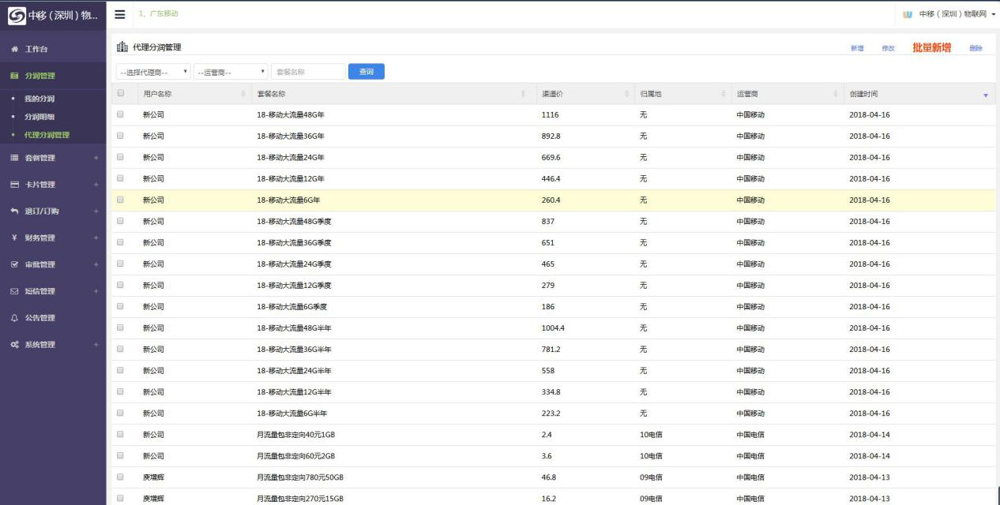 中移（深圳）物...
1、广东移动
中移（深圳）物联网
工作台
分润管理
我的分润
分润明细
代理分润管理
套餐管理
卡片管理
退订/订购
财务管理
审批管理
短信管理
公告管理
系统管理
代理分润管理
新增 修改 批量新增 删除
--选择代理商-- --运营商-- 套餐名称 查询
用户名称 套餐名称 渠道价 归属地 运营商 创建时间
新公司 18-移动大流量48G年 1116 无 中国移动 2018-04-16
新公司 18-移动大流量36G年 892.8 无 中国移动 2018-04-16
新公司 18-移动大流量24G年 669.6 无 中国移动 2018-04-16
新公司 18-移动大流量12G年 446.4 无 中国移动 2018-04-16
新公司 18-移动大流量6G年 260.4 无 中国移动 2018-04-16
新公司 18-移动大流量48G季度 837 无 中国移动 2018-04-16
新公司 18-移动大流量36G季度 651 无 中国移动 2018-04-16
新公司 18-移动大流量24G季度 465 无 中国移动 2018-04-16
新公司 18-移动大流量12G季度 279 无 中国移动 2018-04-16
新公司 18-移动大流量6G季度 186 无 中国移动 2018-04-16
新公司 18-移动大流量48G半年 1004.4 无 中国移动 2018-04-16
新公司 18-移动大流量36G半年 781.2 无 中国移动 2018-04-16
新公司 18-移动大流量24G半年 558 无 中国移动 2018-04-16
新公司 18-移动大流量12G半年 334.8 无 中国移动 2018-04-16
新公司 18-移动大流量6G半年 223.2 无 中国移动 2018-04-16
新公司 月流量包非定向40元1GB 2.4 10电信 中国电信 2018-04-14
新公司 月流量包非定向60元2GB 3.6 10电信 中国电信 2018-04-14
庾增辉 月流量包非定向780元50GB 46.8 09电信 中国电信 2018-04-13
庾增辉 月流量包非定向270元15GB 16.2 09电信 中国电信 2018-04-13